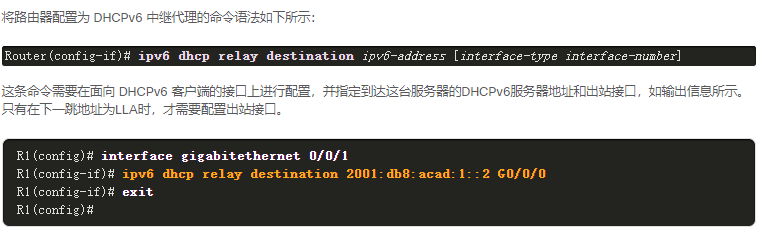 将路由器配置为 DHCPv6 中继代理的命令语法如下所示：
Router(config-if)# ipv6 dhcp relay destination ipv6-address [interface-type interface-number]
这条命令需要在面向 DHCPv6 客户端的接口上进行配置，并指定到达这台服务器的DHCPv6服务器地址和出站接口，如输出信息所示。
只有在下一跳地址为LLA时，才需要配置出站接口。
R1(config)# interface gigabitethernet 0/0/1
R1(config-if)# ipv6 dhcp relay destination 2001:db8:acad:1::2 G0/0/0
R1(config-if)# exit
R1(config)#